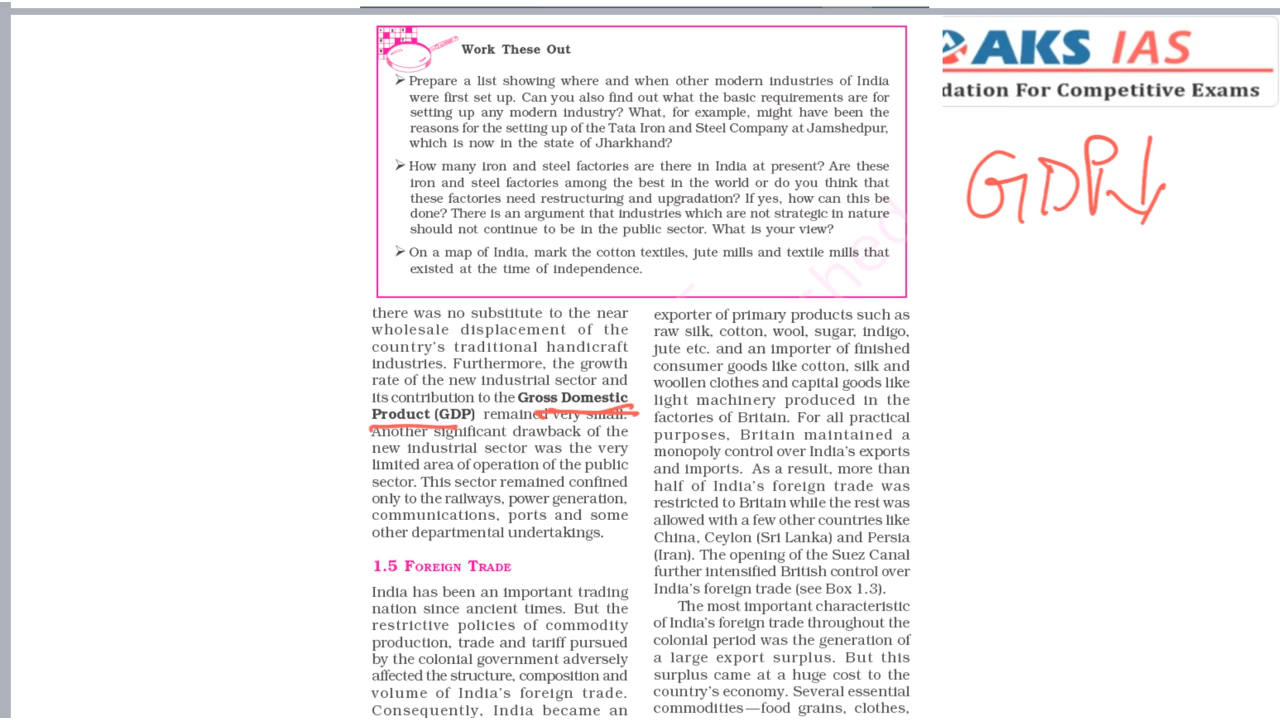 Work These Out
Prepare a list showing where and when other modern industries of India
were first set up. Can you also find out what the basic requirements are for
setting up any modern industry? What, for example, might have been the
reasons for the setting up of the Tata Iron and Steel Company at Jamshedpur,
which is now in the state of Jharkhand?
How many iron and steel factories are there in India at present? Are these
iron and steel factories among the best in the world or do you think that
these factories need restructuring and upgradation? If yes, how can this be
done? There is an argument that industries which are not strategic in nature
should not continue to be in the public sector. What is your view?
On a map of India, mark the cotton textiles, jute mills and textile mills that
existed at the time of independence.
there was no substitute to the near
wholesale displacement of the
country's traditional handicraft
industries. Furthermore, the growth
rate of the new industrial sector and
its contribution to the Gross Domestic
Product (GDP) remained very small.
Another significant drawback of the
new industrial sector was the very
limited area of operation of the public
sector. This sector remained confined
only to the railways, power generation,
communications, ports and some
other departmental undertakings.
1.5 FOREIGN TRADE
India has been an important trading
nation since ancient times. But the
restrictive policies of commodity
production, trade and tariff pursued
by the colonial government adversely
affected the structure, composition and
volume of India's foreign trade.
Consequently, India became an
exporter of primary products such as
raw silk, cotton, wool, sugar, indigo,
jute etc. and an importer of finished
consumer goods like cotton, silk and
woollen clothes and capital goods like
light machinery produced in the
factories of Britain. For all practical
purposes, Britain maintained a
monopoly control over India's exports
and imports. As a result, more than
half of India's foreign trade was
restricted to Britain while the rest was
allowed with a few other countries like
China, Ceylon (Sri Lanka) and Persia
(Iran). The opening of the Suez Canal
further intensified British control over
India's foreign trade (see Box 1.3).
The most important characteristic
of India's foreign trade throughout the
colonial period was the generation of
a large export surplus. But this
surplus came at a huge cost to the
country's economy. Several essential
commodities—food grains, clothes,
AKS IAS
dation For Competitive Exams
GDP↓